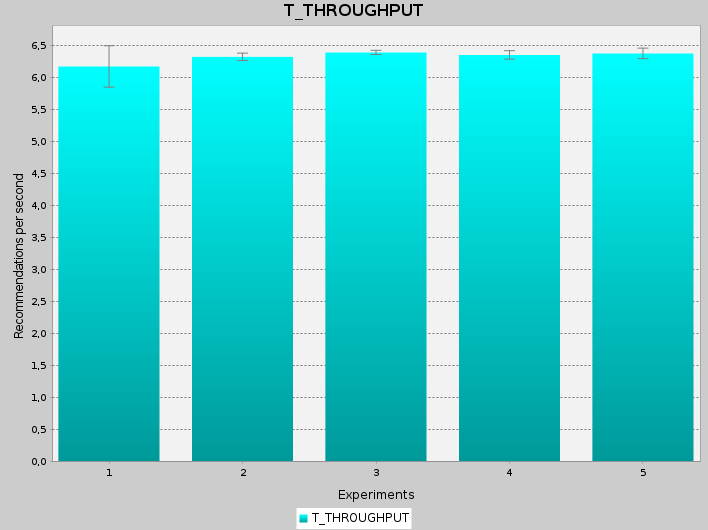 T_THROUGHPUT
6,5
6,0
5,5
5,0
4,5
4,0
3,5
3,0
2,5
2,0
1,5
1,0
0,5
0,0
Recommendations per second
1 2 3 4 5
Experiments
T_THROUGHPUT